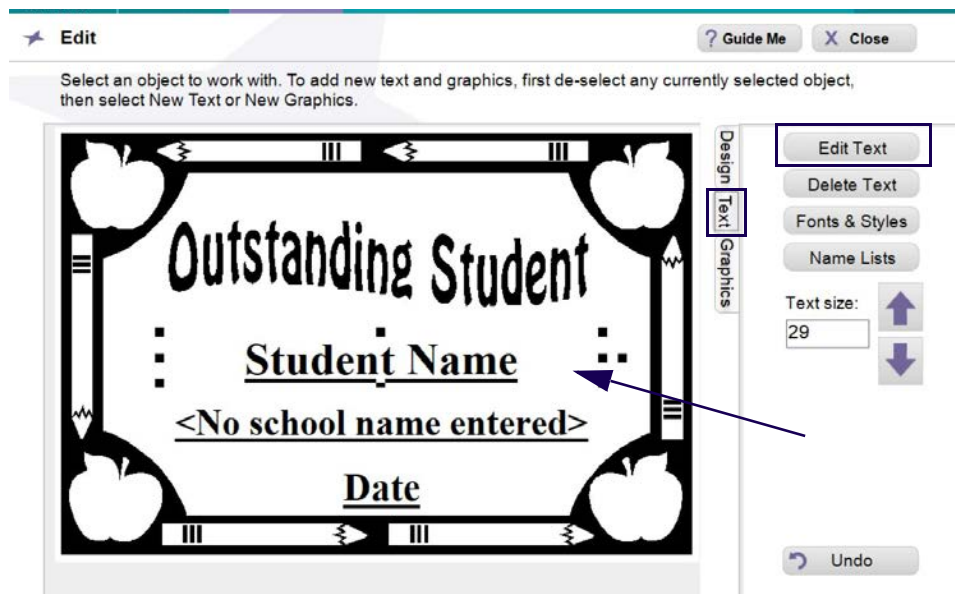 Edit
? Guide Me
X Close
Select an object to work with. To add new text and graphics, first de-select any currently selected object,
then select New Text or New Graphics.
Design
Text
Graphics
Edit Text
Delete Text
Fonts & Styles
Name Lists
Text size:
29
Outstanding Student
Student Name
<No school name entered>
Date
Undo